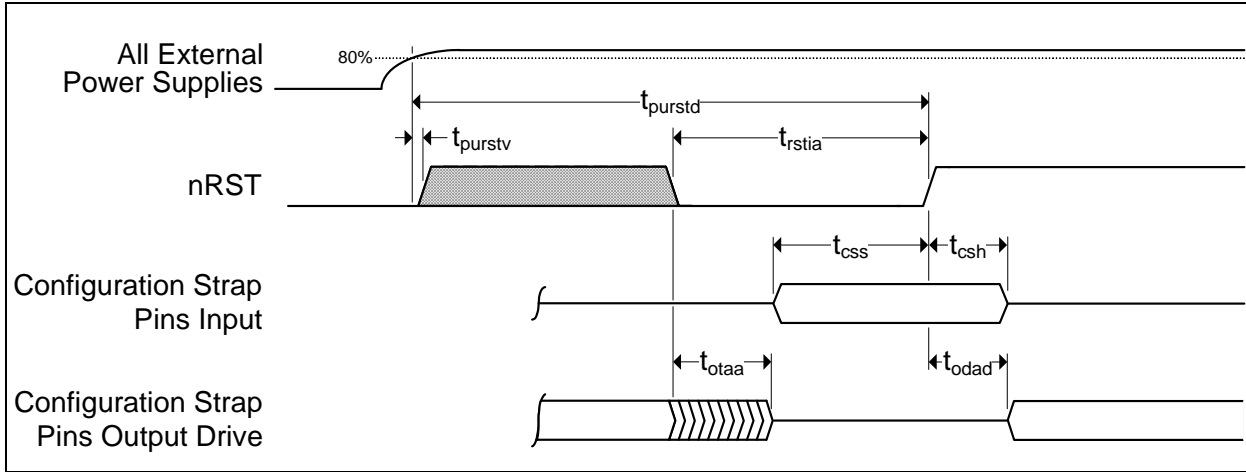 All External
Power Supplies
80%
tpurstd
tpurstv
trstia
nRST
tcss
tcsh
Configuration Strap
Pins Input
totaa
todad
Configuration Strap
Pins Output Drive